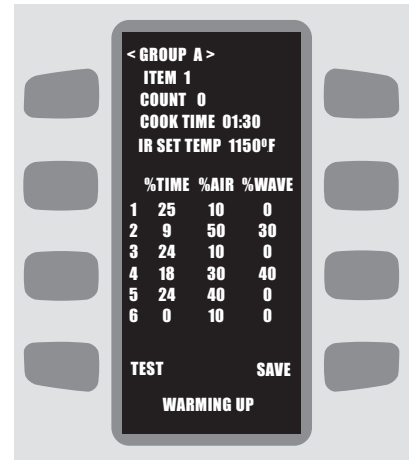 < GROUP A >
ITEM 1
COUNT 0
COOK TIME 01:30
IR SET TEMP 1150ºF
%TIME %AIR %WAVE
1 25 10 0
2 9 50 30
3 24 10 0
4 18 30 40
5 24 40 0
6 0 10 0
TEST SAVE
WARMING UP